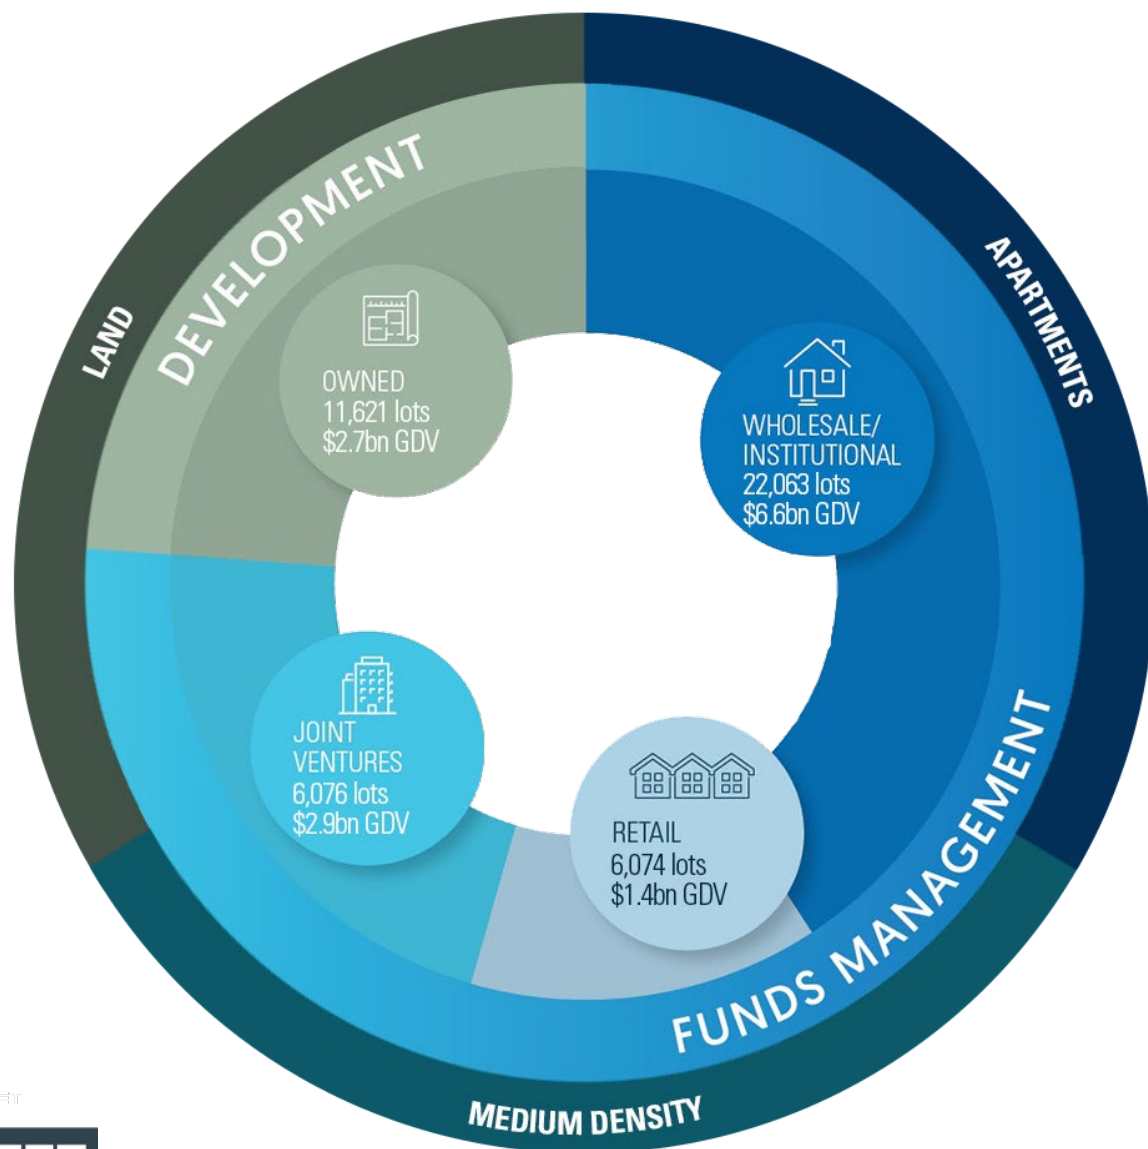 DEVELOPMENT
LAND
APARTMENTS
OWNED
11,621 lots
$2.7bn GDV
WHOLESALE/
INSTITUTIONAL
22,063 lots
$6.6bn GDV
JOINT
VENTURES
6,076 lots
$2.9bn GDV
RETAIL
6,074 lots
$1.4bn GDV
FUNDS MANAGEMENT
MEDIUM DENSITY